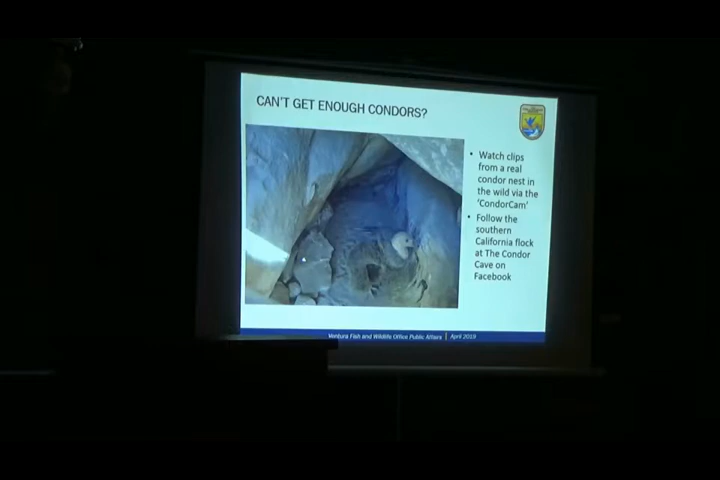 CAN'T GET ENOUGH CONDORS?
• Watch clips
from a real
condor nest in
the wild via the
'CondorCam'
• Follow the
southern
California flock
at The Condor
Cave on
Facebook
Ventura Fish and Wildlife Office Public Affairs | April 2019